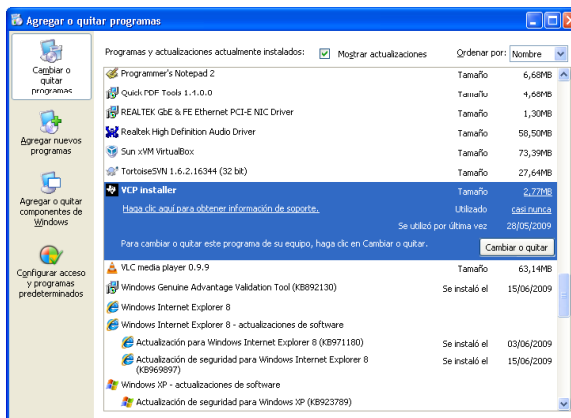 Agregar o quitar programas
Cambiar o
quitar
programas
Agregar nuevos
programas
Agregar o quitar
componentes de
Windows
Configurar acceso
y programas
predeterminados
Programas y actualizaciones actualmente instalados: Mostrar actualizaciones Ordenar por: Nombre
Programmer's Notepad 2 Tamaño 6,68MB
Quick PDF Tools 1.4.0.0 Tamaño 4,68MB
REALTEK GbE & FE Ethernet PCI-E NIC Driver Tamaño 1,30MB
Realtek High Definition Audio Driver Tamaño 58,50MB
Sun xVM VirtualBox Tamaño 73,39MB
TortoiseSVN 1.6.2.16344 (32 bit) Tamaño 27,64MB
VCP installer Tamaño 2,77MB
Haga clic aquí para obtener información de soporte. Utilizado casi nunca
Se utilizó por última vez 28/05/2009
Para cambiar o quitar este programa de su equipo, haga clic en Cambiar o quitar. Cambiar o quitar
VLC media player 0.9.9 Tamaño 63,14MB
Windows Genuine Advantage Validation Tool (KB892130) Se instaló el 15/06/2009
Windows Internet Explorer 8
Windows Internet Explorer 8 - actualizaciones de software
Actualización para Windows Internet Explorer 8 (KB971180) Se instaló el 03/06/2009
Actualización de seguridad para Windows Internet Explorer 8 Se instaló el 15/06/2009
(KB969897)
Windows XP - actualizaciones de software
Actualización de seguridad para Windows XP (KB923789)